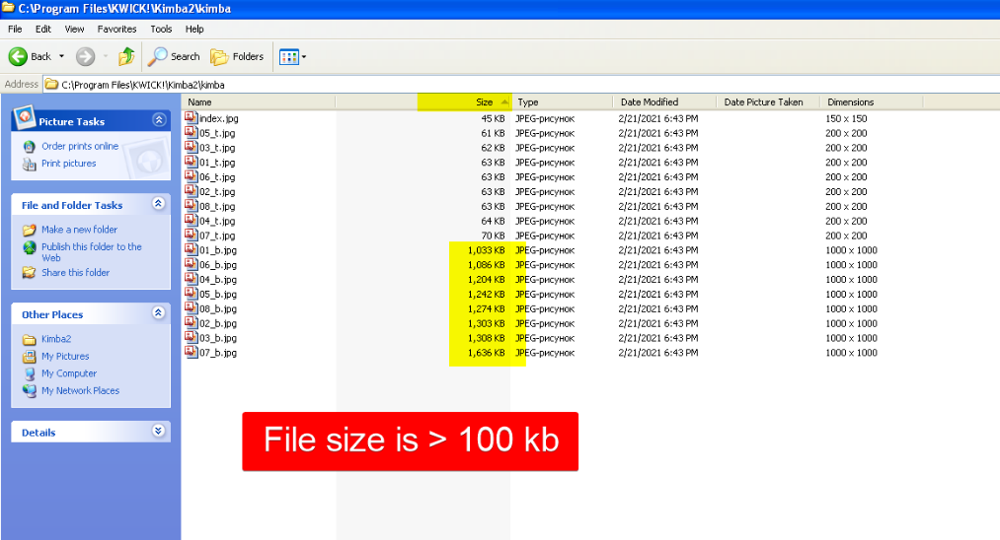 C:\Program Files\KWICK!\Kimba2\kimba
File Edit View Favorites Tools Help
Back Search Folders
Address C:\Program Files\KWICK!\Kimba2\kimba
Picture Tasks
Order prints online
Print pictures
File and Folder Tasks
Make a new folder
Publish this folder to the
Web
Share this folder
Other Places
Kimba2
My Pictures
My Computer
My Network Places
Details
Name Size Type Date Modified Date Picture Taken Dimensions
index.jpg 45 KB JPEG-рисунок 2/21/2021 6:43 PM 150 x 150
05_t.jpg 61 KB JPEG-рисунок 2/21/2021 6:43 PM 200 x 200
03_t.jpg 62 KB JPEG-рисунок 2/21/2021 6:43 PM 200 x 200
01_t.jpg 63 KB JPEG-рисунок 2/21/2021 6:43 PM 200 x 200
06_t.jpg 63 KB JPEG-рисунок 2/21/2021 6:43 PM 200 x 200
02_t.jpg 63 KB JPEG-рисунок 2/21/2021 6:43 PM 200 x 200
08_t.jpg 63 KB JPEG-рисунок 2/21/2021 6:43 PM 200 x 200
04_t.jpg 64 KB JPEG-рисунок 2/21/2021 6:43 PM 200 x 200
07_t.jpg 70 KB JPEG-рисунок 2/21/2021 6:43 PM 200 x 200
01_b.jpg 1,033 KB JPEG-рисунок 2/21/2021 6:43 PM 1000 x 1000
06_b.jpg 1,086 KB JPEG-рисунок 2/21/2021 6:43 PM 1000 x 1000
04_b.jpg 1,204 KB JPEG-рисунок 2/21/2021 6:43 PM 1000 x 1000
05_b.jpg 1,242 KB JPEG-рисунок 2/21/2021 6:43 PM 1000 x 1000
08_b.jpg 1,274 KB JPEG-рисунок 2/21/2021 6:43 PM 1000 x 1000
02_b.jpg 1,303 KB JPEG-рисунок 2/21/2021 6:43 PM 1000 x 1000
03_b.jpg 1,308 KB JPEG-рисунок 2/21/2021 6:43 PM 1000 x 1000
07_b.jpg 1,636 KB JPEG-рисунок 2/21/2021 6:43 PM 1000 x 1000
File size is > 100 kb